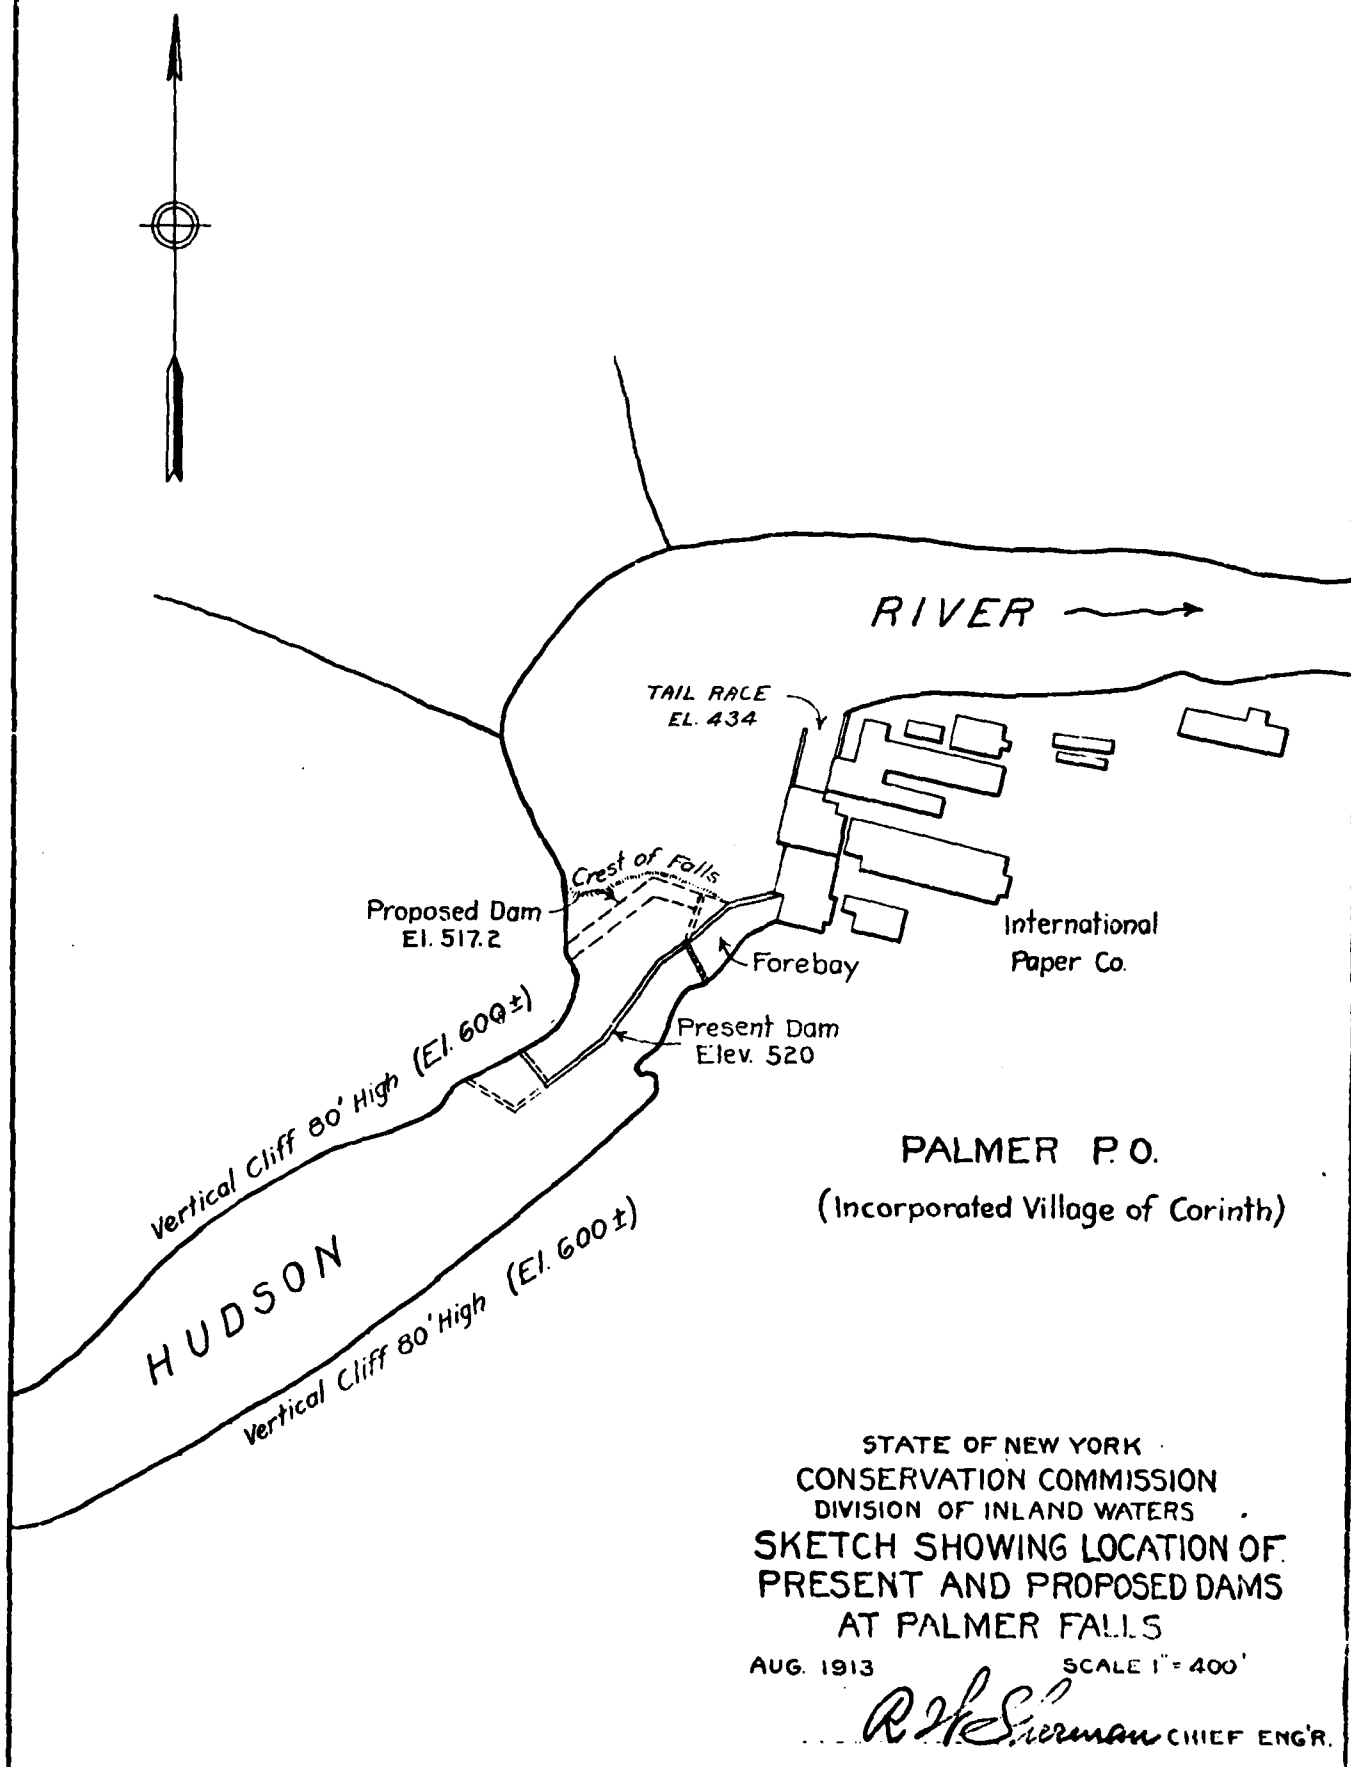 RIVER
TAIL RACE
EL. 434
Crest of Falls
Proposed Dam
El. 517.2
International
Paper Co.
Forebay
Present Dam
Elev. 520
Vertical Cliff 80' High (El. 600±)
HUDSON
Vertical Cliff 80' High (El. 600±)
PALMER P.O.
(Incorporated Village of Corinth)
STATE OF NEW YORK
CONSERVATION COMMISSION
DIVISION OF INLAND WATERS
SKETCH SHOWING LOCATION OF
PRESENT AND PROPOSED DAMS
AT PALMER FALLS
AUG. 1913 SCALE 1" = 400'
R W Sherman CHIEF ENG'R.